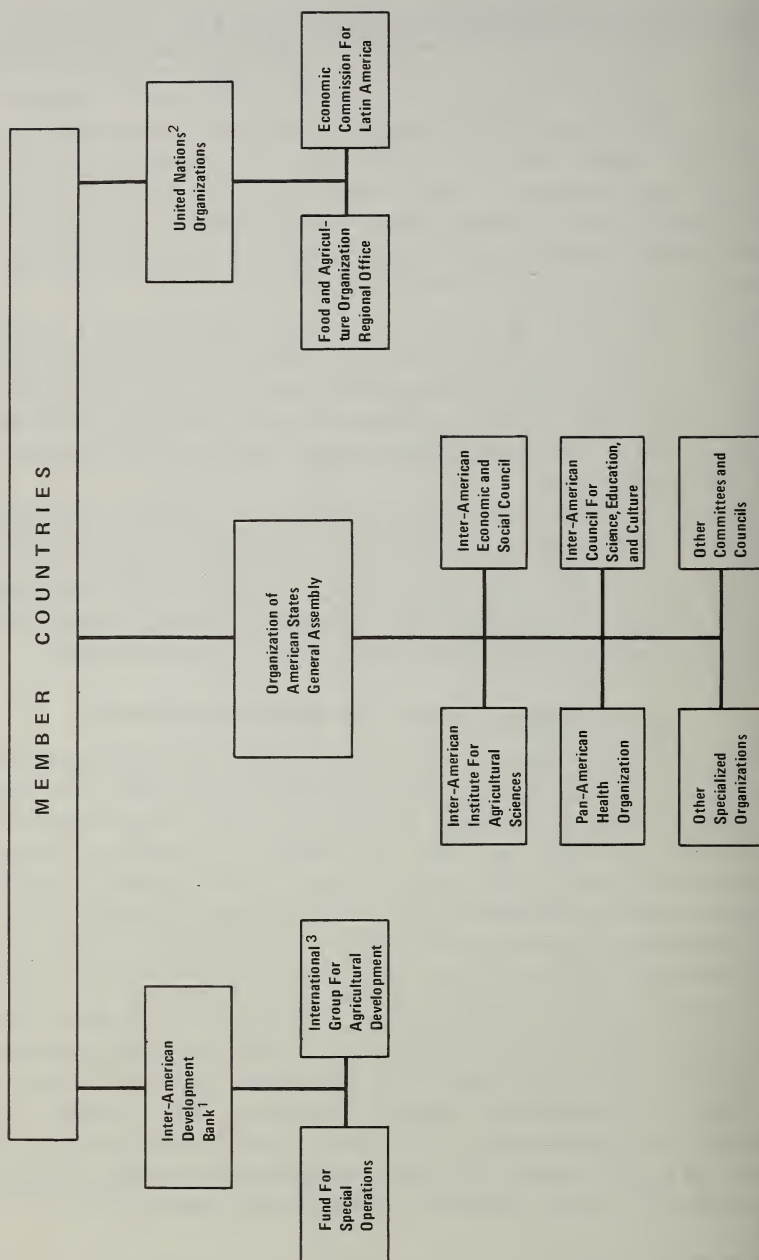 MEMBER COUNTRIES
Inter-American
Development
Bank1
Fund For
Special
Operations
International3
Group For
Agricultural
Development
Organization of
American States
General Assembly
Inter-American
Institute For
Agricultural
Sciences
Inter-American
Economic and
Social Council
Pan-American
Health
Organization
Inter-American
Council For
Science, Education,
and Culture
Other
Specialized
Organizations
Other
Committees and
Councils
United Nations2
Organizations
Food and Agricul-
ture Organization
Regional Office
Economic
Commission For
Latin America